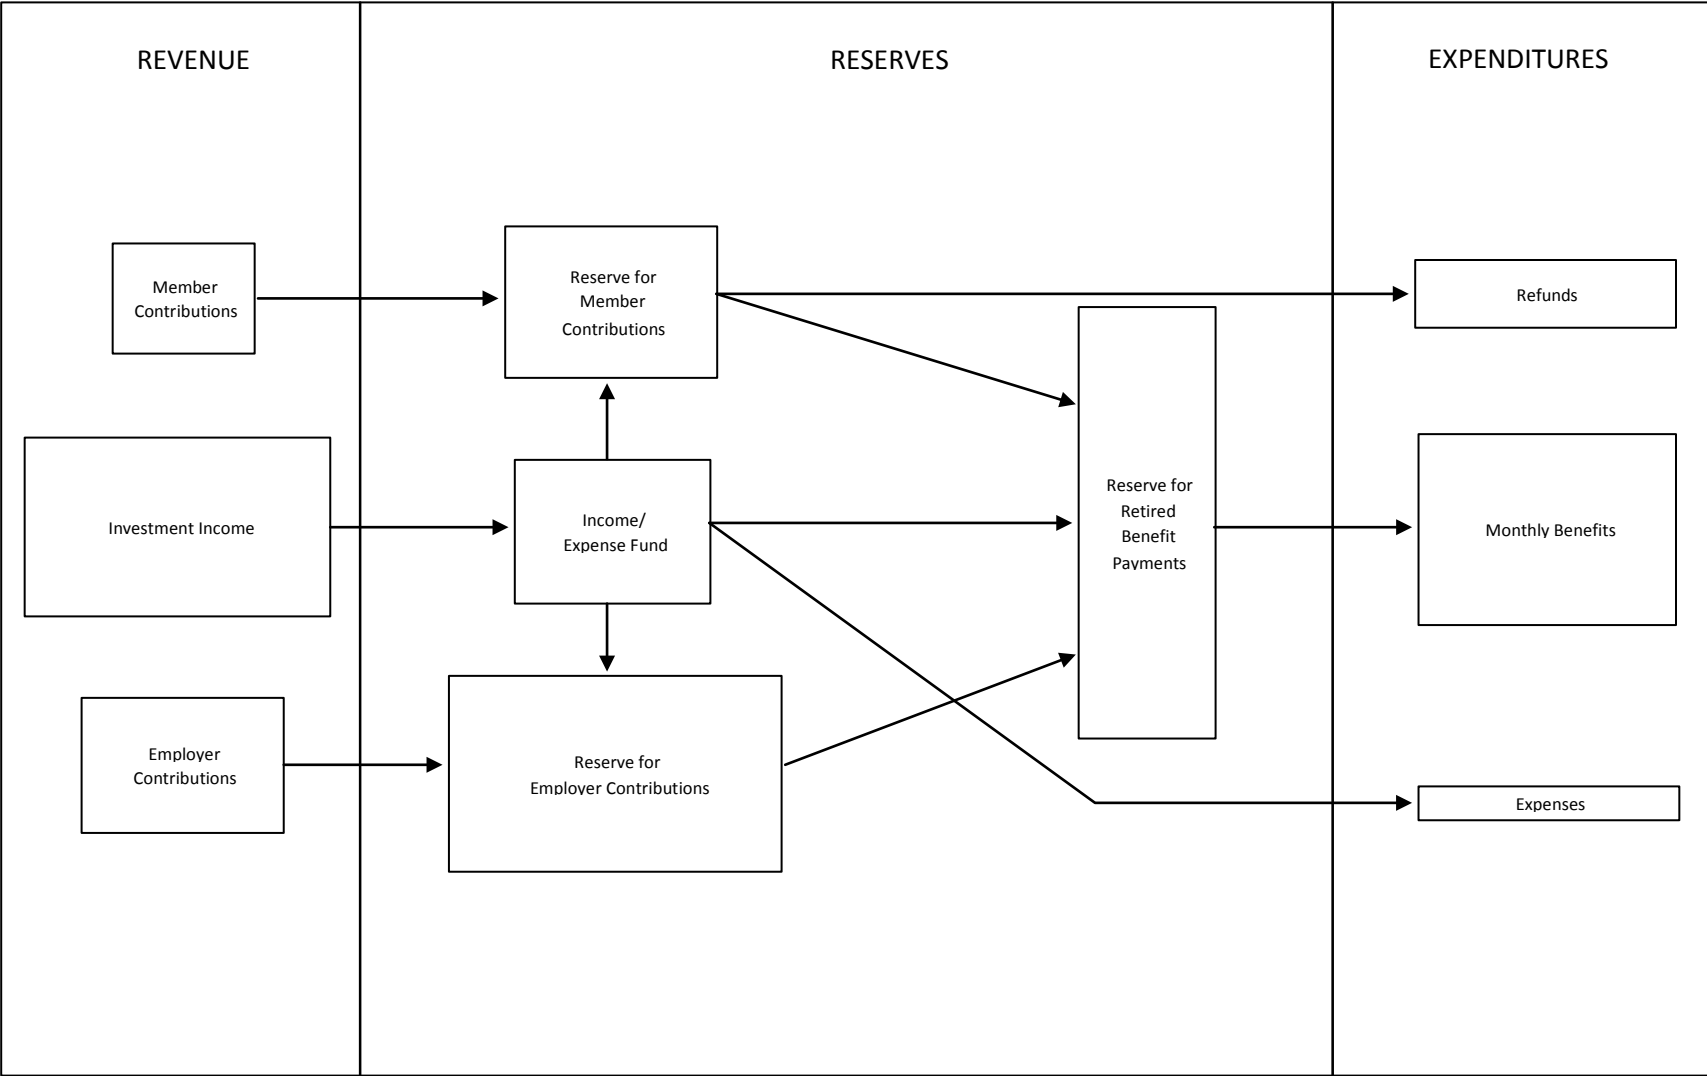 REVENUE
RESERVES
EXPENDITURES
Member
Contributions
Reserve for
Member
Contributions
Refunds
Investment Income
Income/
Expense Fund
Reserve for
Retired
Benefit
Payments
Monthly Benefits
Employer
Contributions
Reserve for
Employer Contributions
Expenses